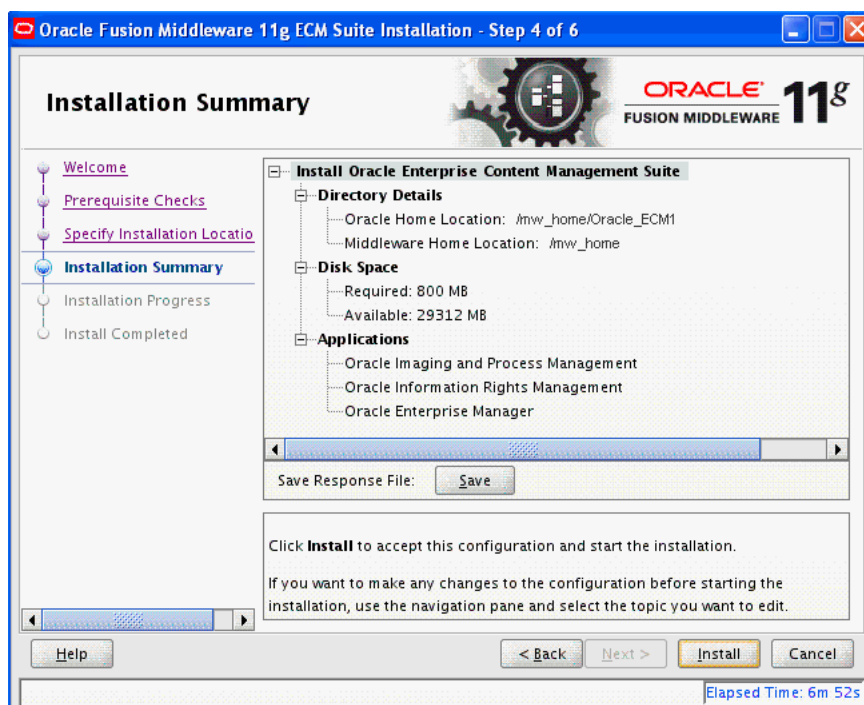 Oracle Fusion Middleware 11g ECM Suite Installation - Step 4 of 6
Installation Summary
ORACLE
FUSION MIDDLEWARE 11g
Welcome
Prerequisite Checks
Specify Installation Locatio
Installation Summary
Installation Progress
Install Completed
Install Oracle Enterprise Content Management Suite
Directory Details
Oracle Home Location: /mw_home/Oracle_ECM1
Middleware Home Location: /mw_home
Disk Space
Required: 800 MB
Available: 29312 MB
Applications
Oracle Imaging and Process Management
Oracle Information Rights Management
Oracle Enterprise Manager
Save Response File: Save
Click Install to accept this configuration and start the installation.
If you want to make any changes to the configuration before starting the
installation, use the navigation pane and select the topic you want to edit.
Help < Back Next > Install Cancel
Elapsed Time: 6m 52s